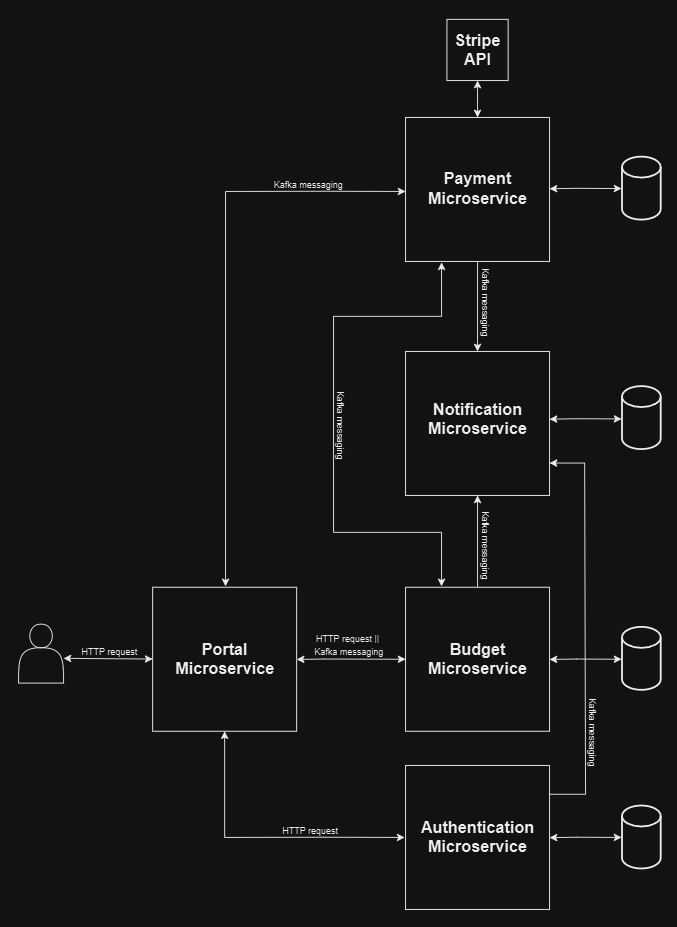 Stripe
API
Payment
Microservice
Kafka messaging
Kafka messaging
Kafka messaging
Notification
Microservice
Kafka messaging
Portal
Microservice
HTTP request
HTTP request ||
Kafka messaging
Budget
Microservice
Kafka messaging
Authentication
Microservice
HTTP request